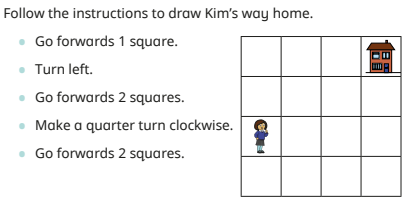 Follow the instructions to draw Kim's way home.
Go forwards 1 square.
Turn left.
Go forwards 2 squares.
Make a quarter turn clockwise.
Go forwards 2 squares.